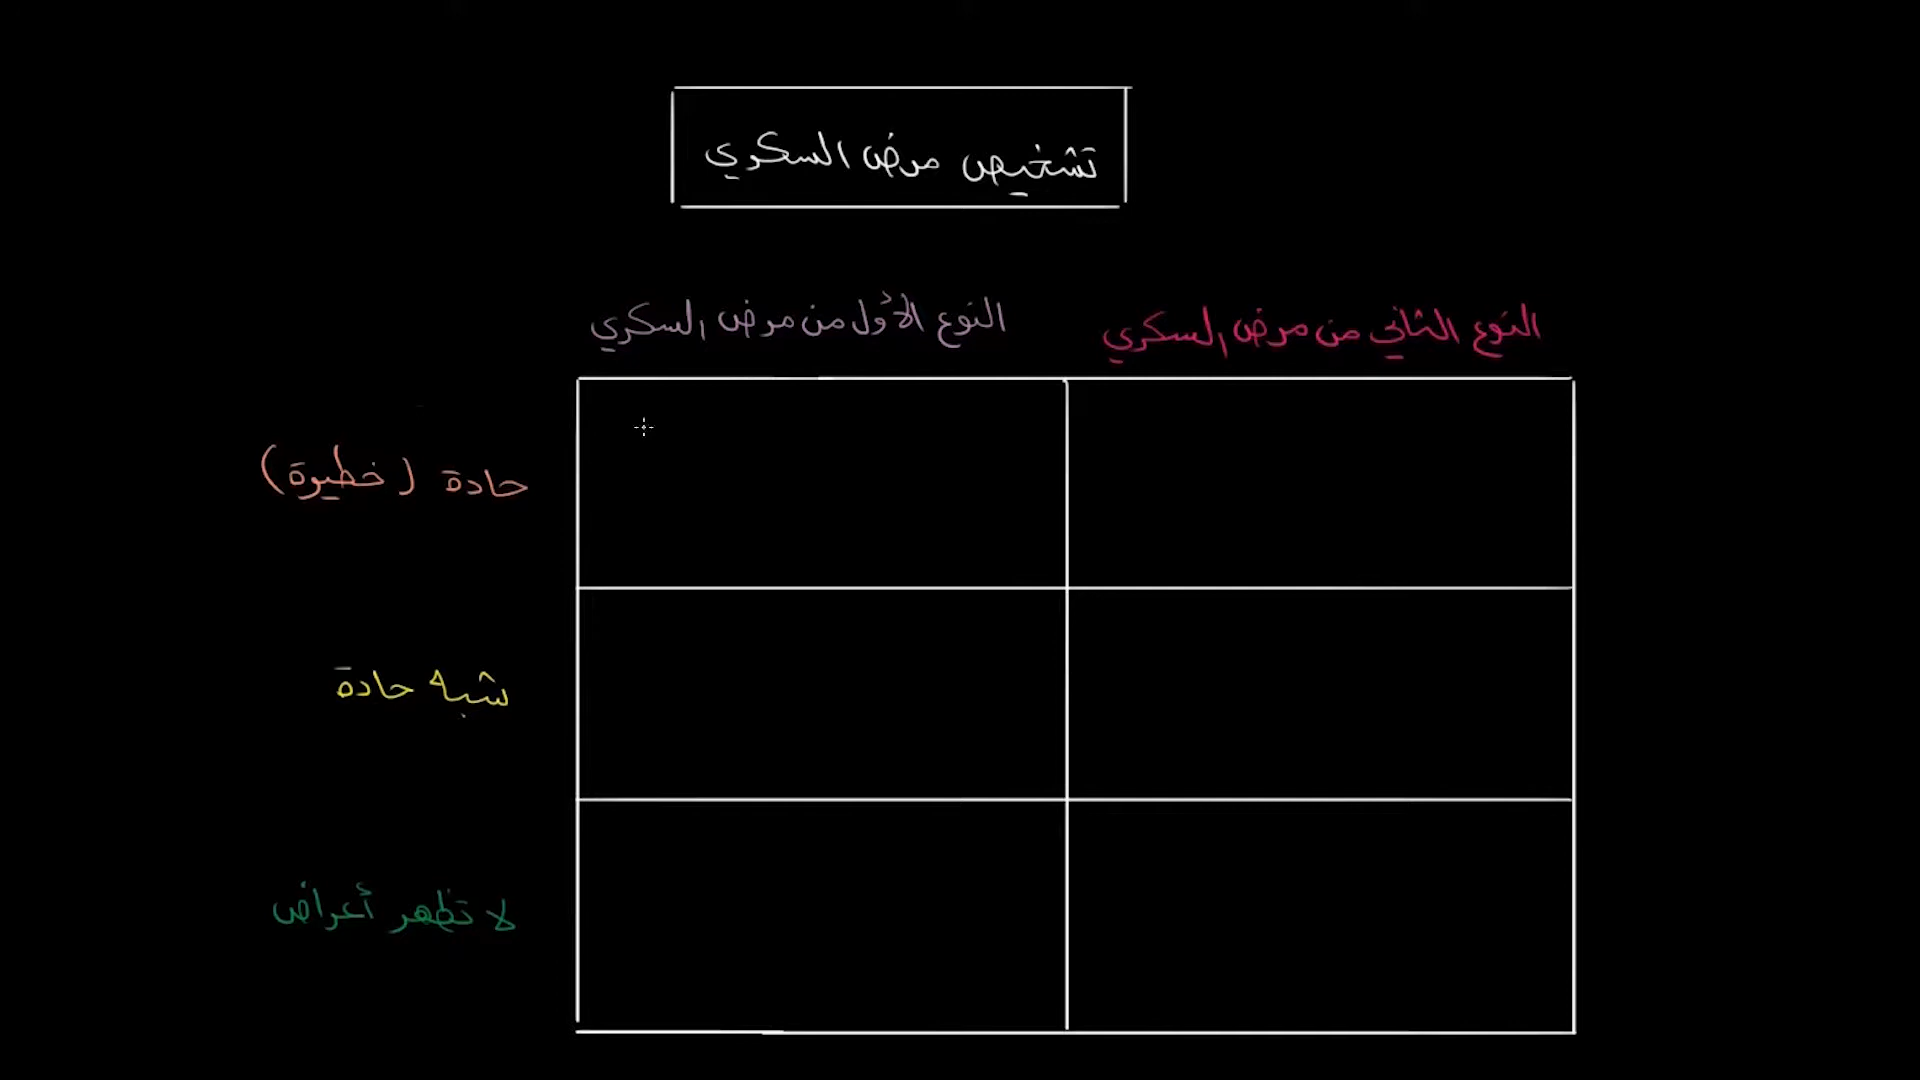 تشخيص مرض السكري
النوع الثاني من مرض السكري
النوع الأول من مرض السكري
حادة (خطيرة)
شبه حادة
لا تظهر أعراض